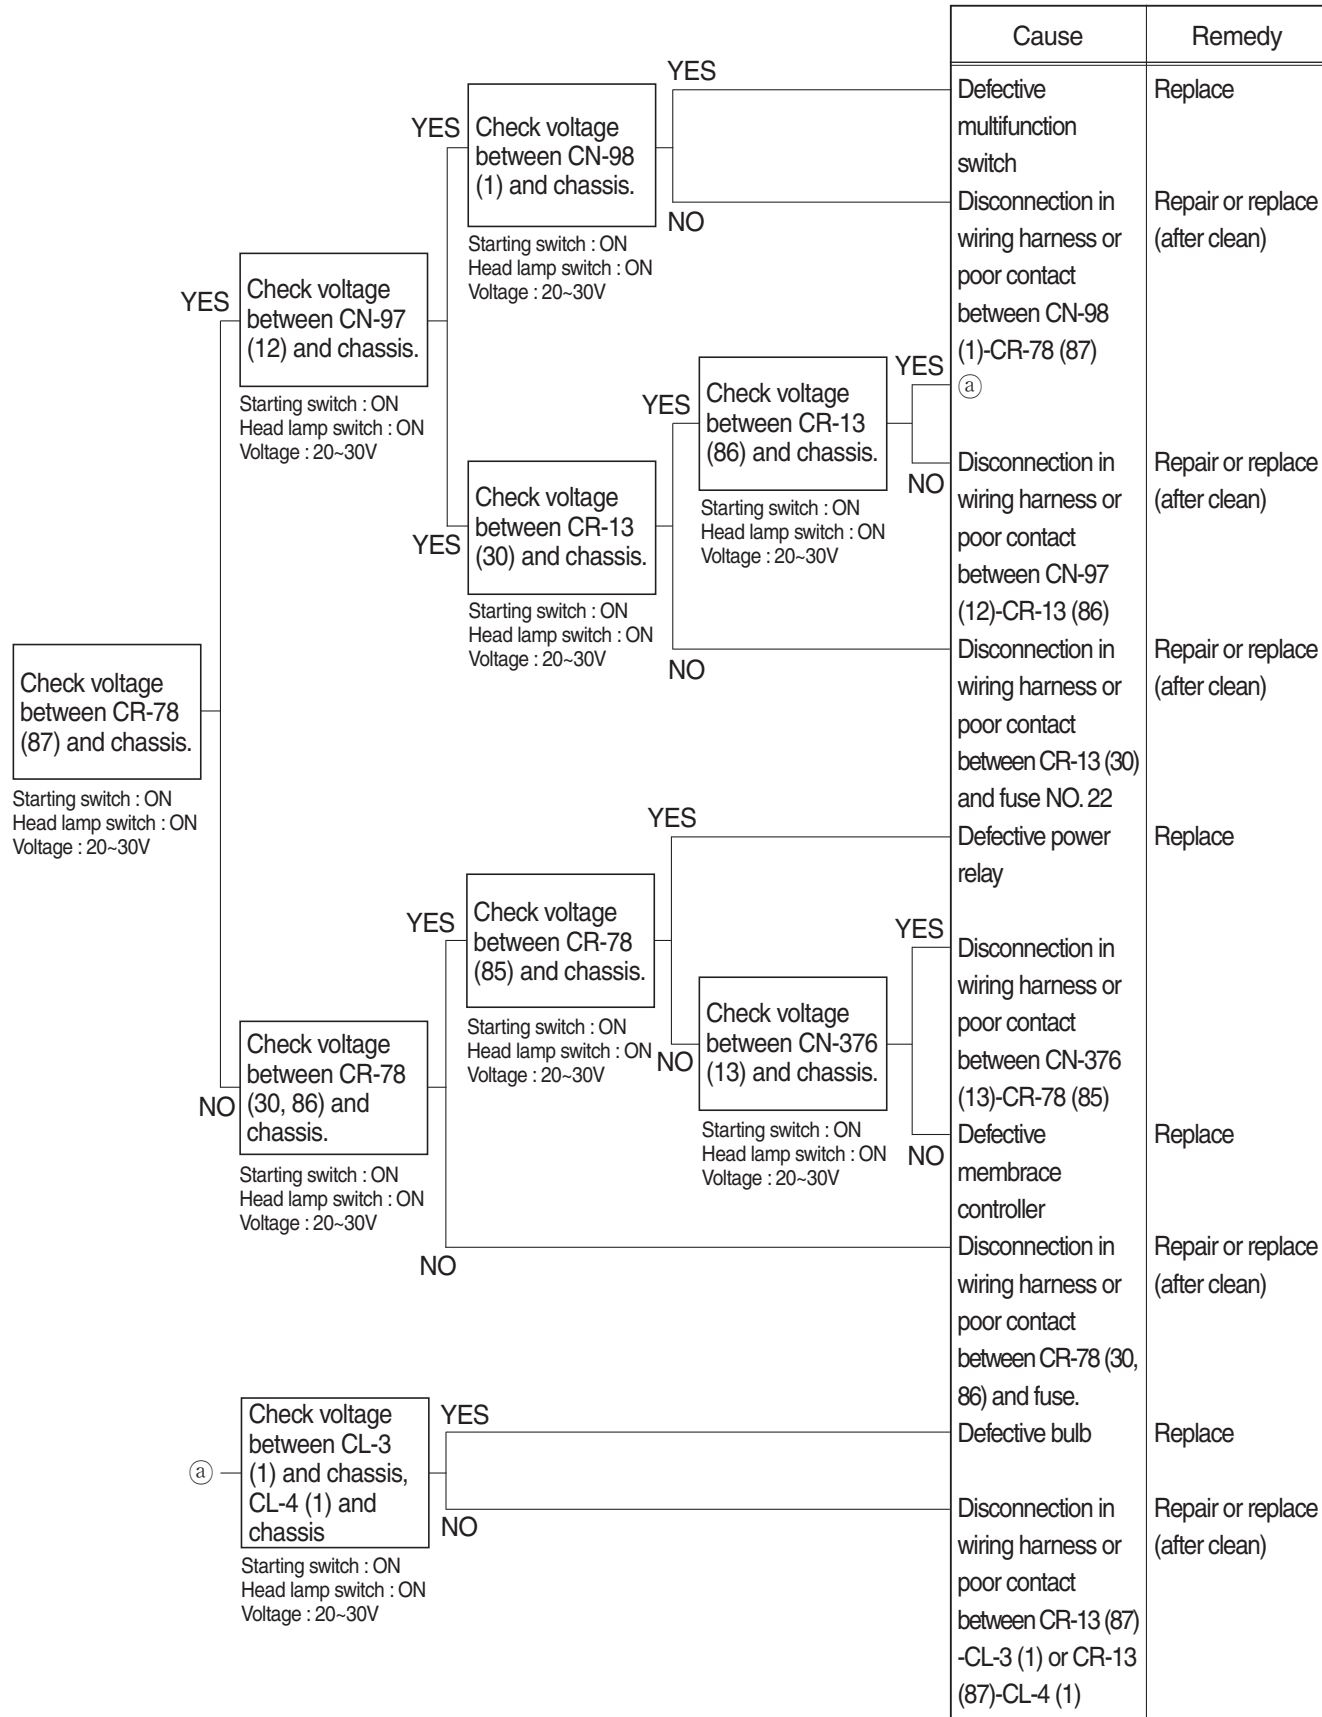 Cause
Remedy
YES
Check voltage
between CN-98
(1) and chassis.
Starting switch : ON
Head lamp switch : ON
Voltage : 20~30V
YES
NO
Defective
multifunction
switch
Replace
Disconnection in
wiring harness or
poor contact
between CN-98
(1)-CR-78 (87)
Repair or replace
(after clean)
YES
Check voltage
between CN-97
(12) and chassis.
Starting switch : ON
Head lamp switch : ON
Voltage : 20~30V
YES
Check voltage
between CR-13
(30) and chassis.
Starting switch : ON
Head lamp switch : ON
Voltage : 20~30V
YES
Check voltage
between CR-13
(86) and chassis.
Starting switch : ON
Head lamp switch : ON
Voltage : 20~30V
YES
ⓐ
NO
Disconnection in
wiring harness or
poor contact
between CN-97
(12)-CR-13 (86)
Repair or replace
(after clean)
NO
Disconnection in
wiring harness or
poor contact
between CR-13 (30)
and fuse NO. 22
Repair or replace
(after clean)
Check voltage
between CR-78
(87) and chassis.
Starting switch : ON
Head lamp switch : ON
Voltage : 20~30V
NO
Check voltage
between CR-78
(30, 86) and
chassis.
Starting switch : ON
Head lamp switch : ON
Voltage : 20~30V
YES
Check voltage
between CR-78
(85) and chassis.
Starting switch : ON
Head lamp switch : ON
Voltage : 20~30V
YES
Defective power
relay
Replace
NO
Check voltage
between CN-376
(13) and chassis.
Starting switch : ON
Head lamp switch : ON
Voltage : 20~30V
YES
Disconnection in
wiring harness or
poor contact
between CN-376
(13)-CR-78 (85)
NO
Defective
membrace
controller
Replace
NO
Disconnection in
wiring harness or
poor contact
between CR-78 (30,
86) and fuse.
Repair or replace
(after clean)
ⓐ
Check voltage
between CL-3
(1) and chassis,
CL-4 (1) and
chassis
Starting switch : ON
Head lamp switch : ON
Voltage : 20~30V
YES
Defective bulb
Replace
NO
Disconnection in
wiring harness or
poor contact
between CR-13 (87)
-CL-3 (1) or CR-13
(87)-CL-4 (1)
Repair or replace
(after clean)